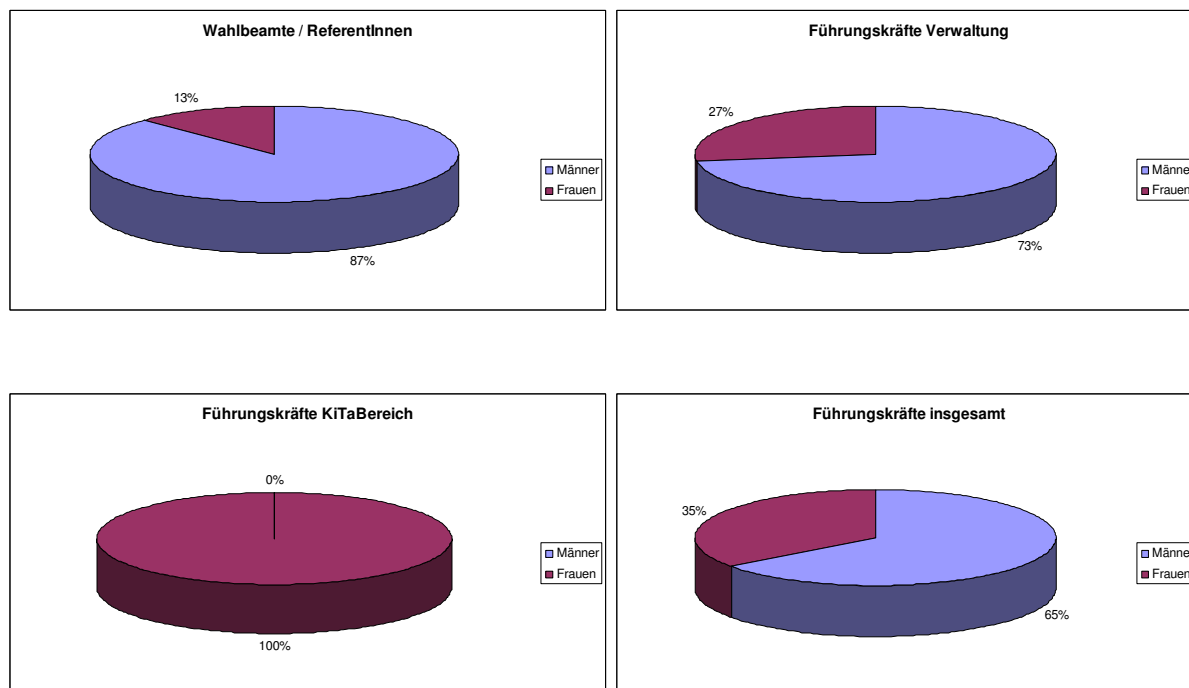 Wahlbeamte / ReferentInnen
13%
87%
Männer
Frauen
Führungskräfte Verwaltung
27%
73%
Männer
Frauen
Führungskräfte KiTaBereich
0%
100%
Männer
Frauen
Führungskräfte insgesamt
35%
65%
Männer
Frauen